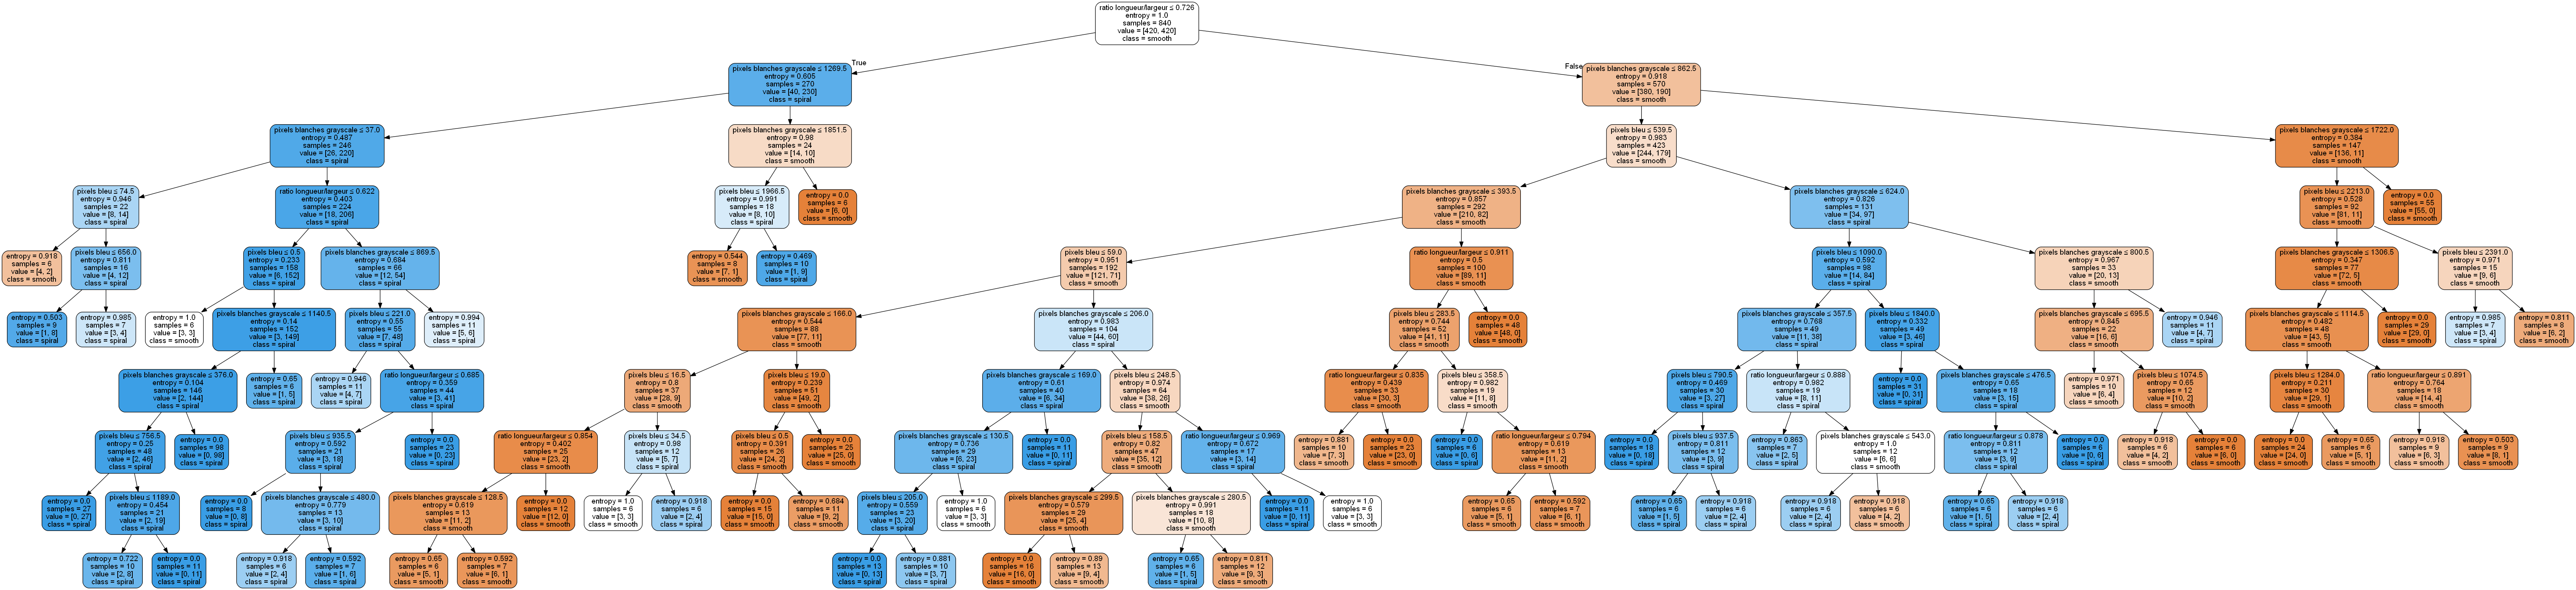 ratio longueur/largeur ≤ 0.726
entropy = 1.0
samples = 840
value = [420, 420]
class = smooth
True
False
pixels blanches grayscale ≤ 1269.5
entropy = 0.605
samples = 270
value = [40, 230]
class = spiral
pixels blanches grayscale ≤ 862.5
entropy = 0.918
samples = 570
value = [380, 190]
class = smooth
pixels blanches grayscale ≤ 37.0
entropy = 0.487
samples = 246
value = [26, 220]
class = spiral
pixels blanches grayscale ≤ 1851.5
entropy = 0.98
samples = 24
value = [14, 10]
class = smooth
pixels bleu ≤ 539.5
entropy = 0.983
samples = 423
value = [244, 179]
class = smooth
pixels blanches grayscale ≤ 1722.0
entropy = 0.384
samples = 147
value = [136, 11]
class = smooth
pixels bleu ≤ 74.5
entropy = 0.946
samples = 22
value = [8, 14]
class = spiral
ratio longueur/largeur ≤ 0.622
entropy = 0.403
samples = 224
value = [18, 206]
class = spiral
pixels bleu ≤ 1966.5
entropy = 0.991
samples = 18
value = [8, 10]
class = spiral
entropy = 0.0
samples = 6
value = [6, 0]
class = smooth
pixels blanches grayscale ≤ 393.5
entropy = 0.857
samples = 292
value = [210, 82]
class = smooth
pixels blanches grayscale ≤ 624.0
entropy = 0.826
samples = 131
value = [34, 97]
class = spiral
pixels bleu ≤ 2213.0
entropy = 0.528
samples = 92
value = [81, 11]
class = smooth
entropy = 0.0
samples = 55
value = [55, 0]
class = smooth
entropy = 0.918
samples = 6
value = [4, 2]
class = smooth
pixels bleu ≤ 656.0
entropy = 0.811
samples = 16
value = [4, 12]
class = spiral
pixels bleu ≤ 0.5
entropy = 0.233
samples = 158
value = [6, 152]
class = spiral
pixels blanches grayscale ≤ 869.5
entropy = 0.684
samples = 66
value = [12, 54]
class = spiral
entropy = 0.544
samples = 8
value = [7, 1]
class = smooth
entropy = 0.469
samples = 10
value = [1, 9]
class = spiral
pixels bleu ≤ 59.0
entropy = 0.951
samples = 192
value = [121, 71]
class = smooth
ratio longueur/largeur ≤ 0.911
entropy = 0.5
samples = 100
value = [89, 11]
class = smooth
pixels bleu ≤ 1090.0
entropy = 0.592
samples = 98
value = [14, 84]
class = spiral
pixels blanches grayscale ≤ 800.5
entropy = 0.967
samples = 33
value = [20, 13]
class = smooth
pixels blanches grayscale ≤ 1306.5
entropy = 0.347
samples = 77
value = [72, 5]
class = smooth
pixels bleu ≤ 2391.0
entropy = 0.971
samples = 15
value = [9, 6]
class = smooth
entropy = 0.503
samples = 9
value = [1, 8]
class = spiral
entropy = 0.985
samples = 7
value = [3, 4]
class = spiral
entropy = 1.0
samples = 6
value = [3, 3]
class = smooth
pixels blanches grayscale ≤ 1140.5
entropy = 0.14
samples = 152
value = [3, 149]
class = spiral
pixels bleu ≤ 221.0
entropy = 0.55
samples = 55
value = [7, 48]
class = spiral
entropy = 0.994
samples = 11
value = [5, 6]
class = spiral
pixels blanches grayscale ≤ 166.0
entropy = 0.544
samples = 88
value = [77, 11]
class = smooth
pixels blanches grayscale ≤ 206.0
entropy = 0.983
samples = 104
value = [44, 60]
class = spiral
pixels bleu ≤ 283.5
entropy = 0.744
samples = 52
value = [41, 11]
class = smooth
entropy = 0.0
samples = 48
value = [48, 0]
class = smooth
pixels blanches grayscale ≤ 357.5
entropy = 0.768
samples = 49
value = [11, 38]
class = spiral
pixels bleu ≤ 1840.0
entropy = 0.332
samples = 49
value = [3, 46]
class = spiral
pixels blanches grayscale ≤ 695.5
entropy = 0.845
samples = 22
value = [16, 6]
class = smooth
entropy = 0.946
samples = 11
value = [4, 7]
class = spiral
pixels blanches grayscale ≤ 1114.5
entropy = 0.482
samples = 48
value = [43, 5]
class = smooth
entropy = 0.0
samples = 29
value = [29, 0]
class = smooth
entropy = 0.985
samples = 7
value = [3, 4]
class = spiral
entropy = 0.811
samples = 8
value = [6, 2]
class = smooth
pixels blanches grayscale ≤ 376.0
entropy = 0.104
samples = 146
value = [2, 144]
class = spiral
entropy = 0.65
samples = 6
value = [1, 5]
class = spiral
entropy = 0.946
samples = 11
value = [4, 7]
class = spiral
ratio longueur/largeur ≤ 0.685
entropy = 0.359
samples = 44
value = [3, 41]
class = spiral
pixels bleu ≤ 16.5
entropy = 0.8
samples = 37
value = [28, 9]
class = smooth
pixels bleu ≤ 19.0
entropy = 0.239
samples = 51
value = [49, 2]
class = smooth
pixels blanches grayscale ≤ 169.0
entropy = 0.61
samples = 40
value = [6, 34]
class = spiral
pixels bleu ≤ 248.5
entropy = 0.974
samples = 64
value = [38, 26]
class = smooth
ratio longueur/largeur ≤ 0.835
entropy = 0.439
samples = 33
value = [30, 3]
class = smooth
pixels bleu ≤ 358.5
entropy = 0.982
samples = 19
value = [11, 8]
class = smooth
pixels bleu ≤ 790.5
entropy = 0.469
samples = 30
value = [3, 27]
class = spiral
ratio longueur/largeur ≤ 0.888
entropy = 0.982
samples = 19
value = [8, 11]
class = spiral
entropy = 0.0
samples = 31
value = [0, 31]
class = spiral
pixels blanches grayscale ≤ 476.5
entropy = 0.65
samples = 18
value = [3, 15]
class = spiral
entropy = 0.971
samples = 10
value = [6, 4]
class = smooth
pixels bleu ≤ 1074.5
entropy = 0.65
samples = 12
value = [10, 2]
class = smooth
pixels bleu ≤ 1284.0
entropy = 0.211
samples = 30
value = [29, 1]
class = smooth
ratio longueur/largeur ≤ 0.891
entropy = 0.764
samples = 18
value = [14, 4]
class = smooth
pixels bleu ≤ 756.5
entropy = 0.25
samples = 48
value = [2, 46]
class = spiral
entropy = 0.0
samples = 98
value = [0, 98]
class = spiral
pixels bleu ≤ 935.5
entropy = 0.592
samples = 21
value = [3, 18]
class = spiral
entropy = 0.0
samples = 23
value = [0, 23]
class = spiral
ratio longueur/largeur ≤ 0.854
entropy = 0.402
samples = 25
value = [23, 2]
class = smooth
pixels bleu ≤ 34.5
entropy = 0.98
samples = 12
value = [5, 7]
class = spiral
pixels bleu ≤ 0.5
entropy = 0.391
samples = 26
value = [24, 2]
class = smooth
entropy = 0.0
samples = 25
value = [25, 0]
class = smooth
pixels blanches grayscale ≤ 130.5
entropy = 0.736
samples = 29
value = [6, 23]
class = spiral
entropy = 0.0
samples = 11
value = [0, 11]
class = spiral
pixels bleu ≤ 158.5
entropy = 0.82
samples = 47
value = [35, 12]
class = smooth
ratio longueur/largeur ≤ 0.969
entropy = 0.672
samples = 17
value = [3, 14]
class = spiral
entropy = 0.881
samples = 10
value = [7, 3]
class = smooth
entropy = 0.0
samples = 23
value = [23, 0]
class = smooth
entropy = 0.0
samples = 6
value = [0, 6]
class = spiral
ratio longueur/largeur ≤ 0.794
entropy = 0.619
samples = 13
value = [11, 2]
class = smooth
entropy = 0.0
samples = 18
value = [0, 18]
class = spiral
pixels bleu ≤ 937.5
entropy = 0.811
samples = 12
value = [3, 9]
class = spiral
entropy = 0.863
samples = 7
value = [2, 5]
class = spiral
pixels blanches grayscale ≤ 543.0
entropy = 1.0
samples = 12
value = [6, 6]
class = smooth
ratio longueur/largeur ≤ 0.878
entropy = 0.811
samples = 12
value = [3, 9]
class = spiral
entropy = 0.0
samples = 6
value = [0, 6]
class = spiral
entropy = 0.918
samples = 6
value = [4, 2]
class = smooth
entropy = 0.0
samples = 6
value = [6, 0]
class = smooth
entropy = 0.0
samples = 24
value = [24, 0]
class = smooth
entropy = 0.65
samples = 6
value = [5, 1]
class = smooth
entropy = 0.918
samples = 9
value = [6, 3]
class = smooth
entropy = 0.503
samples = 9
value = [8, 1]
class = smooth
entropy = 0.0
samples = 27
value = [0, 27]
class = spiral
pixels bleu ≤ 1189.0
entropy = 0.454
samples = 21
value = [2, 19]
class = spiral
entropy = 0.0
samples = 8
value = [0, 8]
class = spiral
pixels blanches grayscale ≤ 480.0
entropy = 0.779
samples = 13
value = [3, 10]
class = spiral
pixels blanches grayscale ≤ 128.5
entropy = 0.619
samples = 13
value = [11, 2]
class = smooth
entropy = 0.0
samples = 12
value = [12, 0]
class = smooth
entropy = 1.0
samples = 6
value = [3, 3]
class = smooth
entropy = 0.918
samples = 6
value = [2, 4]
class = spiral
entropy = 0.0
samples = 15
value = [15, 0]
class = smooth
entropy = 0.684
samples = 11
value = [9, 2]
class = smooth
pixels bleu ≤ 205.0
entropy = 0.559
samples = 23
value = [3, 20]
class = spiral
entropy = 1.0
samples = 6
value = [3, 3]
class = smooth
pixels blanches grayscale ≤ 299.5
entropy = 0.579
samples = 29
value = [25, 4]
class = smooth
pixels blanches grayscale ≤ 280.5
entropy = 0.991
samples = 18
value = [10, 8]
class = smooth
entropy = 0.0
samples = 11
value = [0, 11]
class = spiral
entropy = 1.0
samples = 6
value = [3, 3]
class = smooth
entropy = 0.65
samples = 6
value = [5, 1]
class = smooth
entropy = 0.592
samples = 7
value = [6, 1]
class = smooth
entropy = 0.65
samples = 6
value = [1, 5]
class = spiral
entropy = 0.918
samples = 6
value = [2, 4]
class = spiral
entropy = 0.918
samples = 6
value = [2, 4]
class = spiral
entropy = 0.918
samples = 6
value = [4, 2]
class = smooth
entropy = 0.65
samples = 6
value = [1, 5]
class = spiral
entropy = 0.918
samples = 6
value = [2, 4]
class = spiral
entropy = 0.722
samples = 10
value = [2, 8]
class = spiral
entropy = 0.0
samples = 11
value = [0, 11]
class = spiral
entropy = 0.918
samples = 6
value = [2, 4]
class = spiral
entropy = 0.592
samples = 7
value = [1, 6]
class = spiral
entropy = 0.65
samples = 6
value = [5, 1]
class = smooth
entropy = 0.592
samples = 7
value = [6, 1]
class = smooth
entropy = 0.0
samples = 13
value = [0, 13]
class = spiral
entropy = 0.881
samples = 10
value = [3, 7]
class = spiral
entropy = 0.0
samples = 16
value = [16, 0]
class = smooth
entropy = 0.89
samples = 13
value = [9, 4]
class = smooth
entropy = 0.65
samples = 6
value = [1, 5]
class = spiral
entropy = 0.811
samples = 12
value = [9, 3]
class = smooth